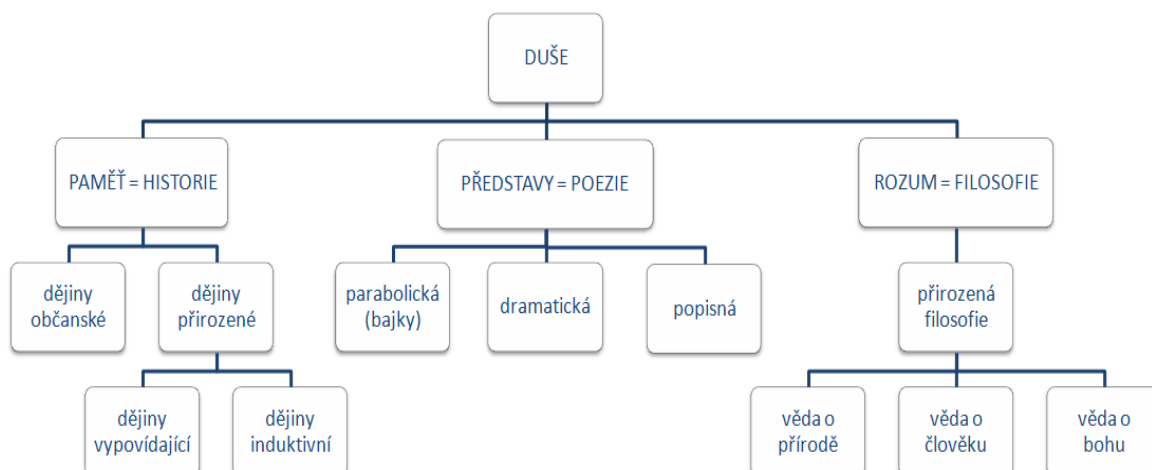 DUŠE
PAMĚŤ = HISTORIE
PŘEDSTAVY = POEZIE
ROZUM = FILOSOFIE
dějiny
občanské
dějiny
přirozené
parabolická
(bajky)
dramatická
popisná
přirozená
filosofie
dějiny
vypovídající
dějiny
induktivní
věda o
přírodě
věda o
člověku
věda o
bohu